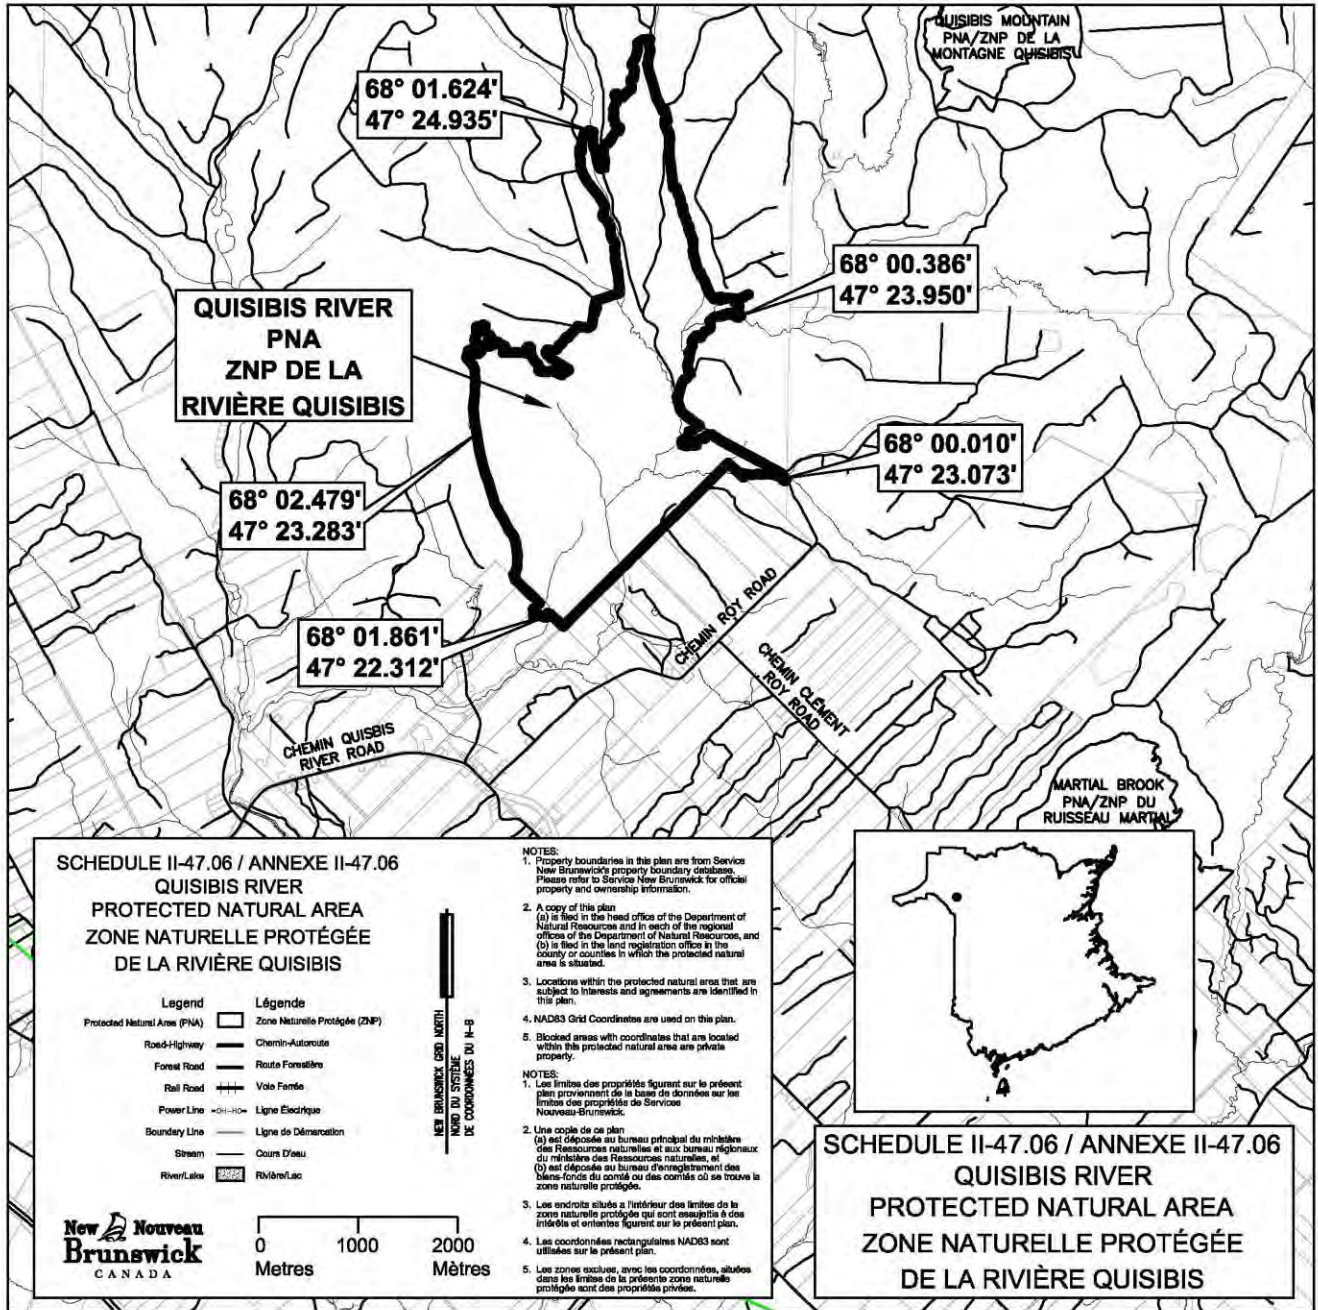 QUISIBIS MOUNTAIN
PNA/ZNP DE LA
MONTAGNE QUISIBIS
68° 01.624'
47° 24.935'
68° 00.386'
47° 23.950'
QUISIBIS RIVER
PNA
ZNP DE LA
RIVIÈRE QUISIBIS
68° 00.010'
47° 23.073'
68° 02.479'
47° 23.283'
68° 01.861'
47° 22.312'
CHEMIN ROY ROAD
CHEMIN CLÉMENT
ROY ROAD
CHEMIN QUISBIS
RIVER ROAD
MARTIAL BROOK
PNA/ZNP DU
RUISSEAU MARTIAL
SCHEDULE II-47.06 / ANNEXE II-47.06
QUISIBIS RIVER
PROTECTED NATURAL AREA
ZONE NATURELLE PROTÉGÉE
DE LA RIVIÈRE QUISIBIS
Legend Légende
Protected Natural Area (PNA) Zone Naturelle Protégée (ZNP)
Road-Highway Chemin-Autoroute
Forest Road Route Forestière
Rail Road Voie Ferrée
Power Line -OH-HO- Ligne Électrique
Boundary Line Ligne de Démarcation
Stream Cours D'eau
River/Lake Rivière/Lac
NEW BRUNSWICK GRID NORTH
NORD DU SYSTÈME
DE COORDONNÉES DU N-B
New Nouveau
Brunswick
CANADA
0 1000 2000
Metres Mètres
NOTES:
1. Property boundaries in this plan are from Service
New Brunswick's property boundary database.
Please refer to Service New Brunswick for official
property and ownership information.
2. A copy of this plan
(a) is filed in the head office of the Department of
Natural Resources and in each of the regional
offices of the Department of Natural Resources, and
(b) is filed in the land registration office in the
county or counties in which the protected natural
area is situated.
3. Locations within the protected natural area that are
subject to interests and agreements are identified in
this plan.
4. NAD83 Grid Coordinates are used on this plan.
5. Blocked areas with coordinates that are located
within this protected natural area are private
property.
NOTES:
1. Les limites des propriétés figurant sur le présent
plan proviennent de la base de données sur les
limites des propriétés de Services
Nouveau-Brunswick.
2. Une copie de ce plan
(a) est déposée au bureau principal du ministère
des Ressources naturelles et aux bureau régionaux
du ministère des Ressources naturelles, et
(b) est déposée au bureau d'enregistrement des
biens-fonds du comté ou des comtés où se trouve la
zone naturelle protégée.
3. Les endroits situés a l'intérieur des limites de la
zone naturelle protégée qui sont assujettis à des
intérêts et ententes figurent sur le présent plan.
4. Les coordonnées rectangulaires NAD83 sont
utilisées sur le présent plan.
5. Les zones exclues, avec les coordonnées, situées
dans les limites de la présente zone naturelle
protégée sont des propriétés privées.
SCHEDULE II-47.06 / ANNEXE II-47.06
QUISIBIS RIVER
PROTECTED NATURAL AREA
ZONE NATURELLE PROTÉGÉE
DE LA RIVIÈRE QUISIBIS